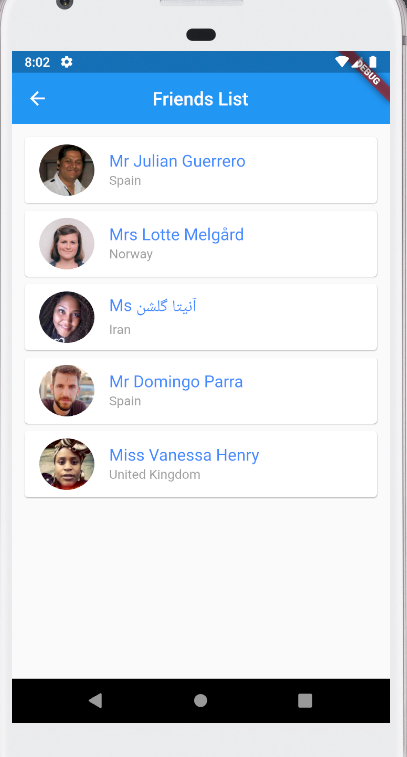 8:02
DEBUG
Friends List
Mr Julian Guerrero
Spain
Mrs Lotte Melgård
Norway
Ms آنیتا گلشن
Iran
Mr Domingo Parra
Spain
Miss Vanessa Henry
United Kingdom